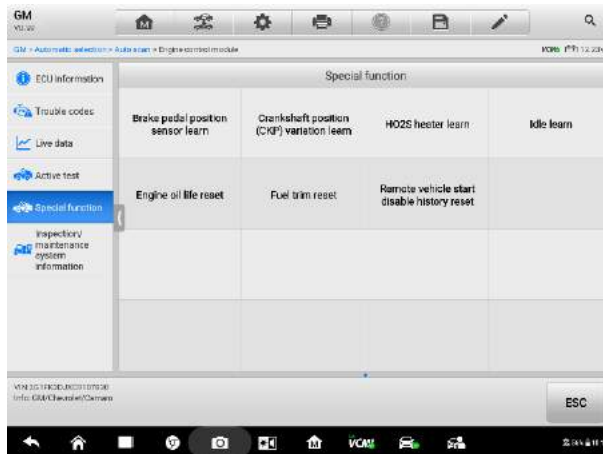 GM
GM > Automatic selection > Auto scan > Engine control module
VCMI
ECU information
Special function
Trouble codes
Live data
Active test
Special function
Inspection/
maintenance
system
information
Brake pedal position
sensor learn
Crankshaft position
(CKP) variation learn
HO2S heater learn
Idle learn
Engine oil life reset
Fuel trim reset
Remote vehicle start
disable history reset
Info: GM/Chevrolet/Camaro
ESC
VCMI